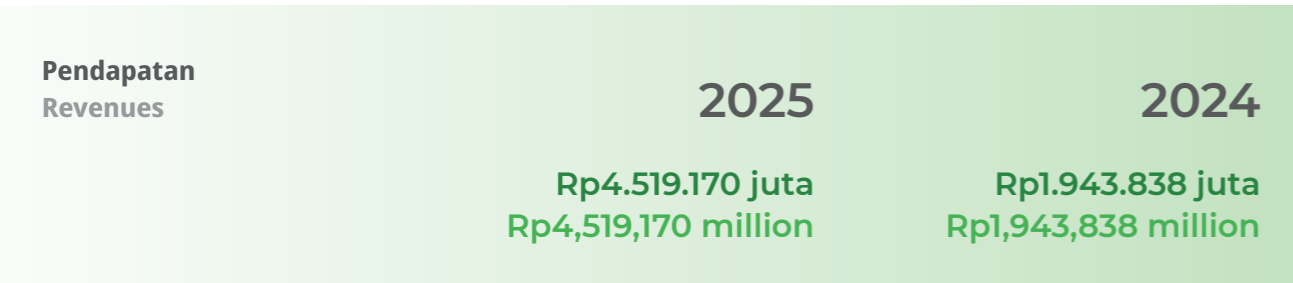 Pendapatan
Revenues
2025 2024
Rp4.519.170 juta Rp1.943.838 juta
Rp4,519,170 million Rp1,943,838 million